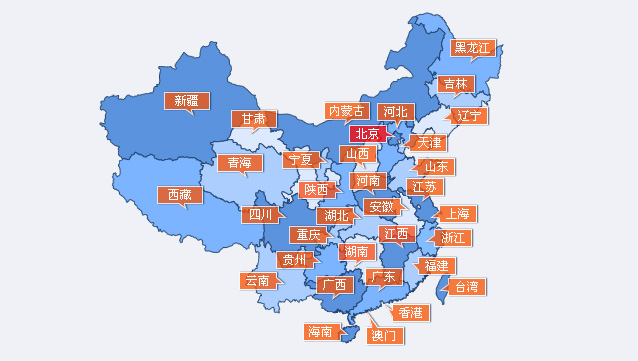 黑龙江
吉林
新疆
内蒙古
河北
辽宁
甘肃
北京
天津
山西
宁夏
青海
山东
河南
江苏
陕西
西藏
安徽
四川
湖北
上海
重庆
江西
浙江
湖南
贵州
福建
广东
云南
广西
台湾
香港
海南
澳门